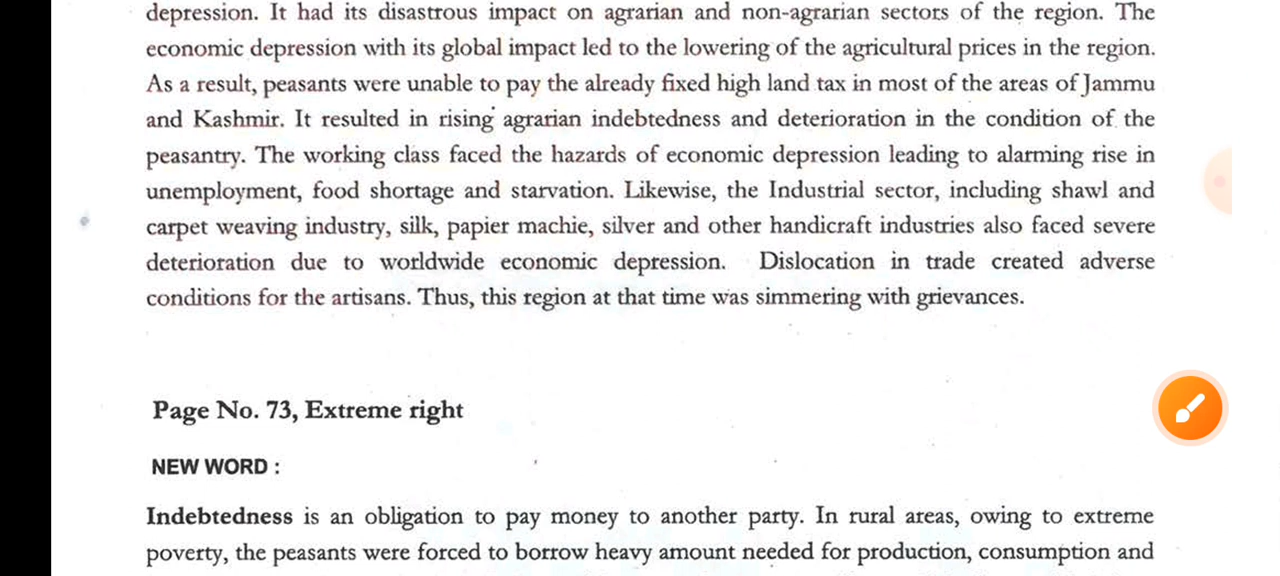 depression. It had its disastrous impact on agrarian and non-agrarian sectors of the region. The
economic depression with its global impact led to the lowering of the agricultural prices in the region.
As a result, peasants were unable to pay the already fixed high land tax in most of the areas of Jammu
and Kashmir. It resulted in rising agrarian indebtedness and deterioration in the condition of the
peasantry. The working class faced the hazards of economic depression leading to alarming rise in
unemployment, food shortage and starvation. Likewise, the Industrial sector, including shawl and
carpet weaving industry, silk, papier machie, silver and other handicraft industries also faced severe
deterioration due to worldwide economic depression. Dislocation in trade created adverse
conditions for the artisans. Thus, this region at that time was simmering with grievances.
Page No. 73, Extreme right
NEW WORD :
Indebtedness is an obligation to pay money to another party. In rural areas, owing to extreme
poverty, the peasants were forced to borrow heavy amount needed for production, consumption and